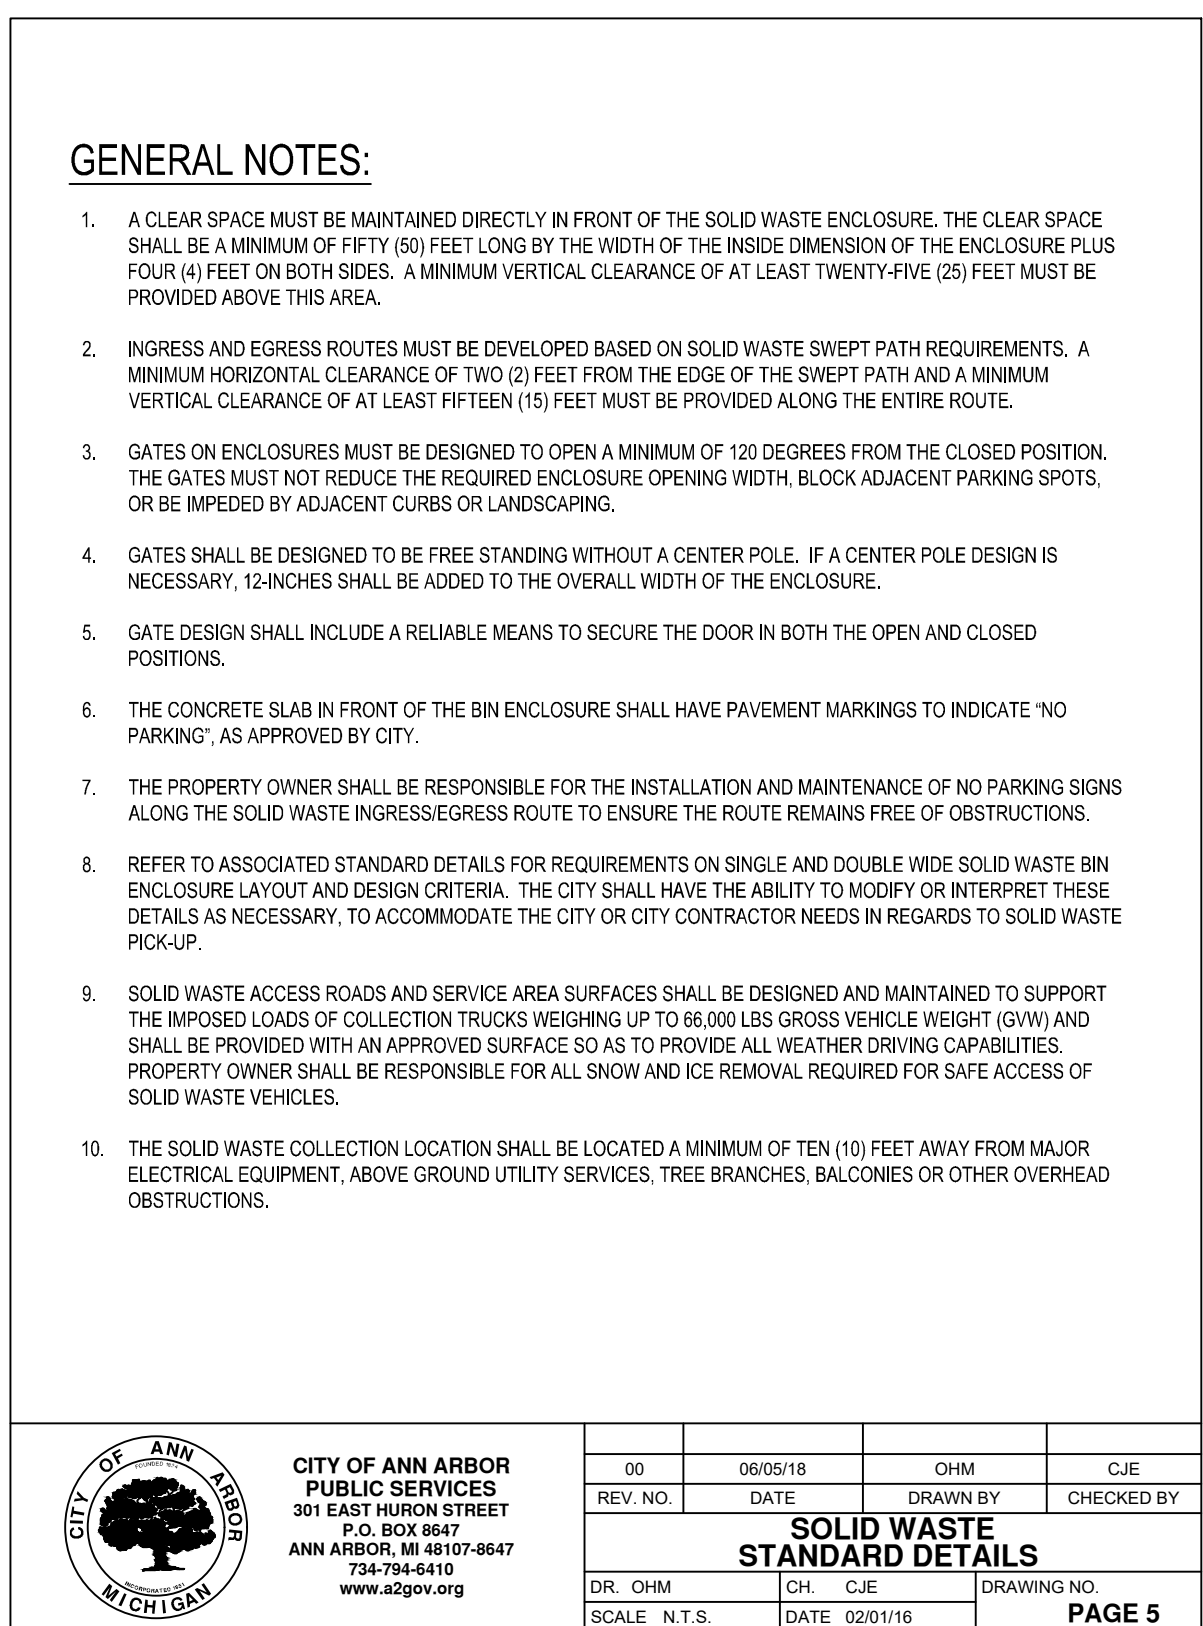 GENERAL NOTES:
1. A CLEAR SPACE MUST BE MAINTAINED DIRECTLY IN FRONT OF THE SOLID WASTE ENCLOSURE. THE CLEAR SPACE
SHALL BE A MINIMUM OF FIFTY (50) FEET LONG BY THE WIDTH OF THE INSIDE DIMENSION OF THE ENCLOSURE PLUS
FOUR (4) FEET ON BOTH SIDES. A MINIMUM VERTICAL CLEARANCE OF AT LEAST TWENTY-FIVE (25) FEET MUST BE
PROVIDED ABOVE THIS AREA.
2. INGRESS AND EGRESS ROUTES MUST BE DEVELOPED BASED ON SOLID WASTE SWEPT PATH REQUIREMENTS. A
MINIMUM HORIZONTAL CLEARANCE OF TWO (2) FEET FROM THE EDGE OF THE SWEPT PATH AND A MINIMUM
VERTICAL CLEARANCE OF AT LEAST FIFTEEN (15) FEET MUST BE PROVIDED ALONG THE ENTIRE ROUTE.
3. GATES ON ENCLOSURES MUST BE DESIGNED TO OPEN A MINIMUM OF 120 DEGREES FROM THE CLOSED POSITION.
THE GATES MUST NOT REDUCE THE REQUIRED ENCLOSURE OPENING WIDTH, BLOCK ADJACENT PARKING SPOTS,
OR BE IMPEDED BY ADJACENT CURBS OR LANDSCAPING.
4. GATES SHALL BE DESIGNED TO BE FREE STANDING WITHOUT A CENTER POLE. IF A CENTER POLE DESIGN IS
NECESSARY, 12-INCHES SHALL BE ADDED TO THE OVERALL WIDTH OF THE ENCLOSURE.
5. GATE DESIGN SHALL INCLUDE A RELIABLE MEANS TO SECURE THE DOOR IN BOTH THE OPEN AND CLOSED
POSITIONS.
6. THE CONCRETE SLAB IN FRONT OF THE BIN ENCLOSURE SHALL HAVE PAVEMENT MARKINGS TO INDICATE “NO
PARKING”, AS APPROVED BY CITY.
7. THE PROPERTY OWNER SHALL BE RESPONSIBLE FOR THE INSTALLATION AND MAINTENANCE OF NO PARKING SIGNS
ALONG THE SOLID WASTE INGRESS/EGRESS ROUTE TO ENSURE THE ROUTE REMAINS FREE OF OBSTRUCTIONS.
8. REFER TO ASSOCIATED STANDARD DETAILS FOR REQUIREMENTS ON SINGLE AND DOUBLE WIDE SOLID WASTE BIN
ENCLOSURE LAYOUT AND DESIGN CRITERIA. THE CITY SHALL HAVE THE ABILITY TO MODIFY OR INTERPRET THESE
DETAILS AS NECESSARY, TO ACCOMMODATE THE CITY OR CITY CONTRACTOR NEEDS IN REGARDS TO SOLID WASTE
PICK-UP.
9. SOLID WASTE ACCESS ROADS AND SERVICE AREA SURFACES SHALL BE DESIGNED AND MAINTAINED TO SUPPORT
THE IMPOSED LOADS OF COLLECTION TRUCKS WEIGHING UP TO 66,000 LBS GROSS VEHICLE WEIGHT (GVW) AND
SHALL BE PROVIDED WITH AN APPROVED SURFACE SO AS TO PROVIDE ALL WEATHER DRIVING CAPABILITIES.
PROPERTY OWNER SHALL BE RESPONSIBLE FOR ALL SNOW AND ICE REMOVAL REQUIRED FOR SAFE ACCESS OF
SOLID WASTE VEHICLES.
10. THE SOLID WASTE COLLECTION LOCATION SHALL BE LOCATED A MINIMUM OF TEN (10) FEET AWAY FROM MAJOR
ELECTRICAL EQUIPMENT, ABOVE GROUND UTILITY SERVICES, TREE BRANCHES, BALCONIES OR OTHER OVERHEAD
OBSTRUCTIONS.
CITY OF ANN ARBOR
MICHIGAN
FOUNDED 1824
INCORPORATED 1851
CITY OF ANN ARBOR
PUBLIC SERVICES
301 EAST HURON STREET
P.O. BOX 8647
ANN ARBOR, MI 48107-8647
734-794-6410
www.a2gov.org
00 06/05/18 OHM CJE
REV. NO. DATE DRAWN BY CHECKED BY
SOLID WASTE
STANDARD DETAILS
DR. OHM CH. CJE DRAWING NO.
SCALE N.T.S. DATE 02/01/16 PAGE 5